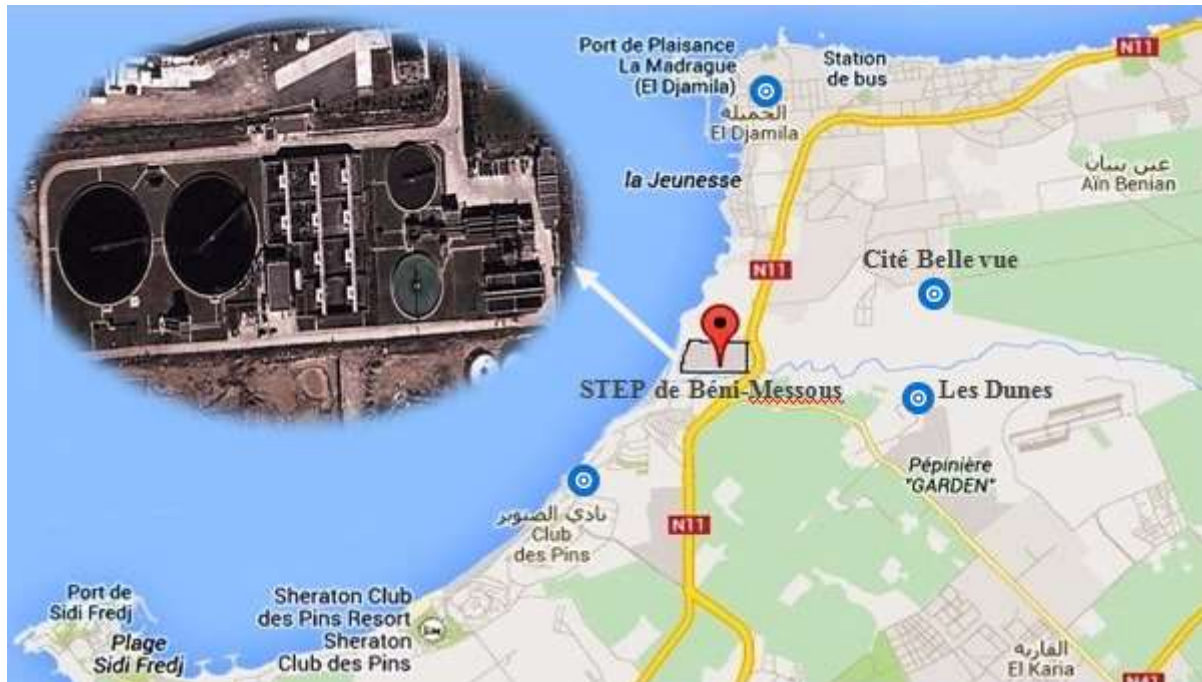 Port de Plaisance
La Madrague
(El Djamila)
Station
de bus
N11
الجميلة
El Djamila
la Jeunesse
عين بنيان
Aïn Benian
N11
Cité Belle vue
STEP de Béni-Messous
Les Dunes
Pépinière
"GARDEN"
نادي الصنوبر
Club
des Pins
N11
Port de
Sidi Fredj
Plage
Sidi Fredj
Sheraton Club
des Pins Resort
Sheraton
Club des Pins
القارية
El Karia
N41